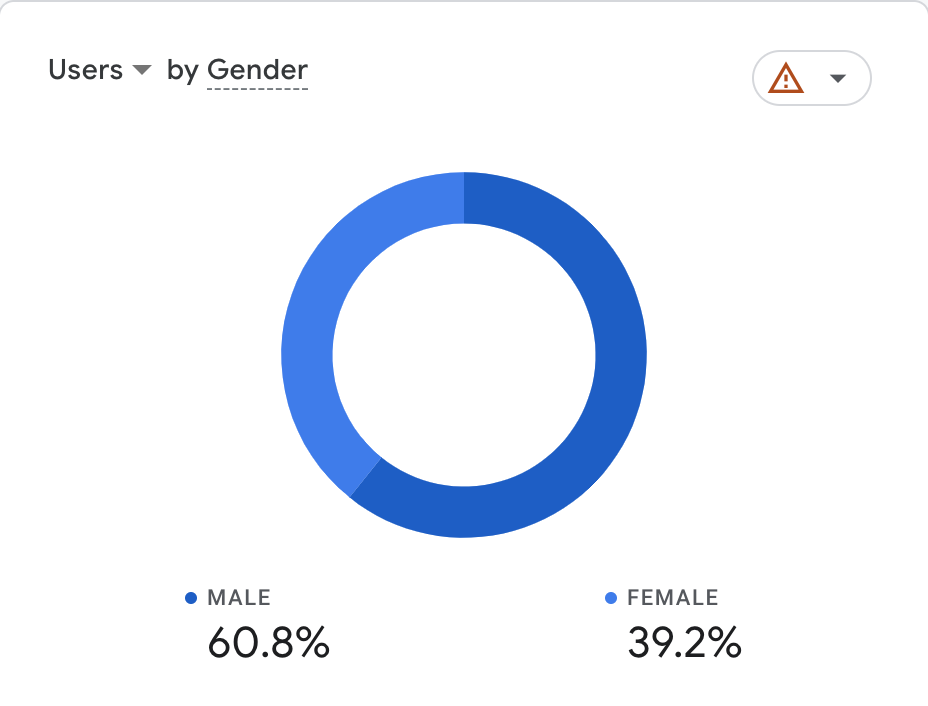 Users by Gender
MALE
60.8%
FEMALE
39.2%